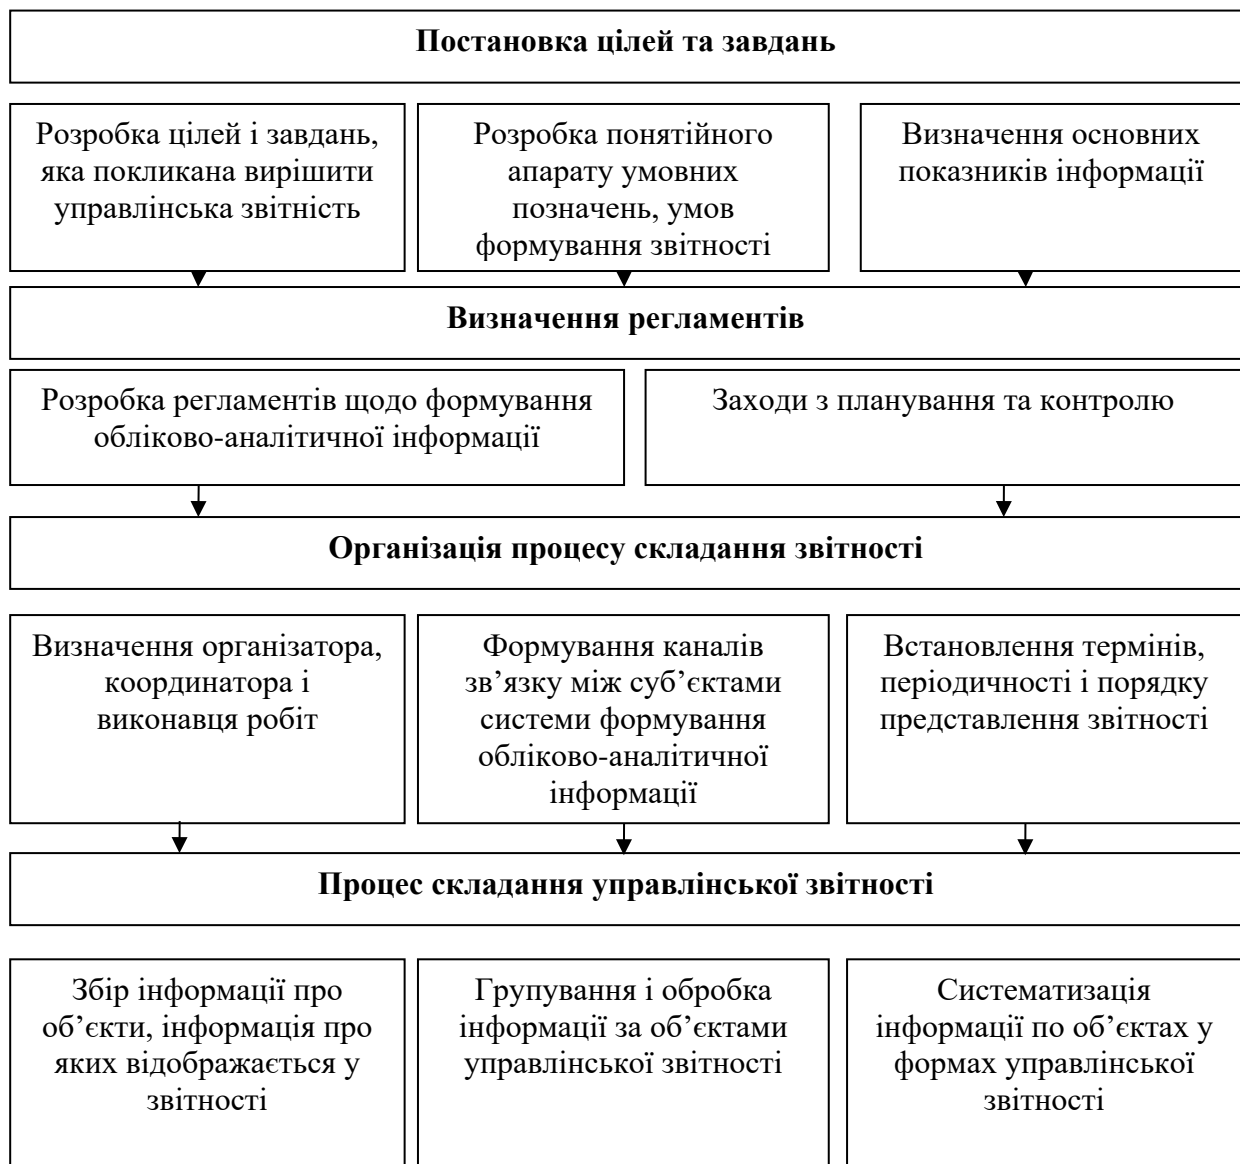 Постановка цілей та завдань
Розробка цілей і завдань,
яка покликана вирішити
управлінська звітність
Розробка понятійного
апарату умовних
позначень, умов
формування звітності
Визначення основних
показників інформації
Визначення регламентів
Розробка регламентів щодо формування
обліково-аналітичної інформації
Заходи з планування та контролю
Організація процесу складання звітності
Визначення організатора,
координатора і
виконавця робіт
Формування каналів
зв’язку між суб’єктами
системи формування
обліково-аналітичної
інформації
Встановлення термінів,
періодичності і порядку
представлення звітності
Процес складання управлінської звітності
Збір інформації про
об’єкти, інформація про
яких відображається у
звітності
Групування і обробка
інформації за об’єктами
управлінської звітності
Систематизація
інформації по об’єктах у
формах управлінської
звітності